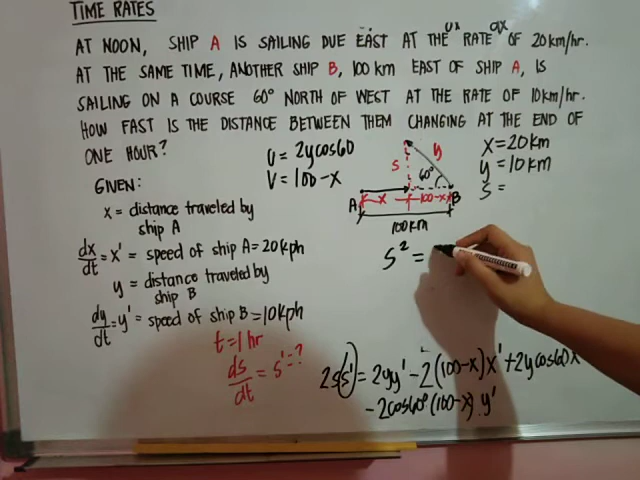 TIME RATES
AT NOON, SHIP A IS SAILING DUE EAST AT THE RATE OF 20km/hr.
AT THE SAME TIME, ANOTHER SHIP B, 100 km EAST OF SHIP A, IS
SAILING ON A COURSE 60° NORTH OF WEST AT THE RATE OF 10km/hr.
HOW FAST IS THE DISTANCE BETWEEN THEM CHANGING AT THE END OF
ONE HOUR?
U = 2ycos60
V = 100-x
x=20km
y=10km
s =
s
y
60°
A
x
100-x
B
100km
GIVEN:
x = distance traveled by
ship A
dx/dt = x' = speed of ship A=20kph
y = distance traveled by
ship B
dy/dt = y' = speed of ship B=10kph
t=1hr
ds/dt = s'=?
s² =
2s(s')=2yy'-2(100-x)x'+2ycos60x'
-2cos60°(100-x).y'